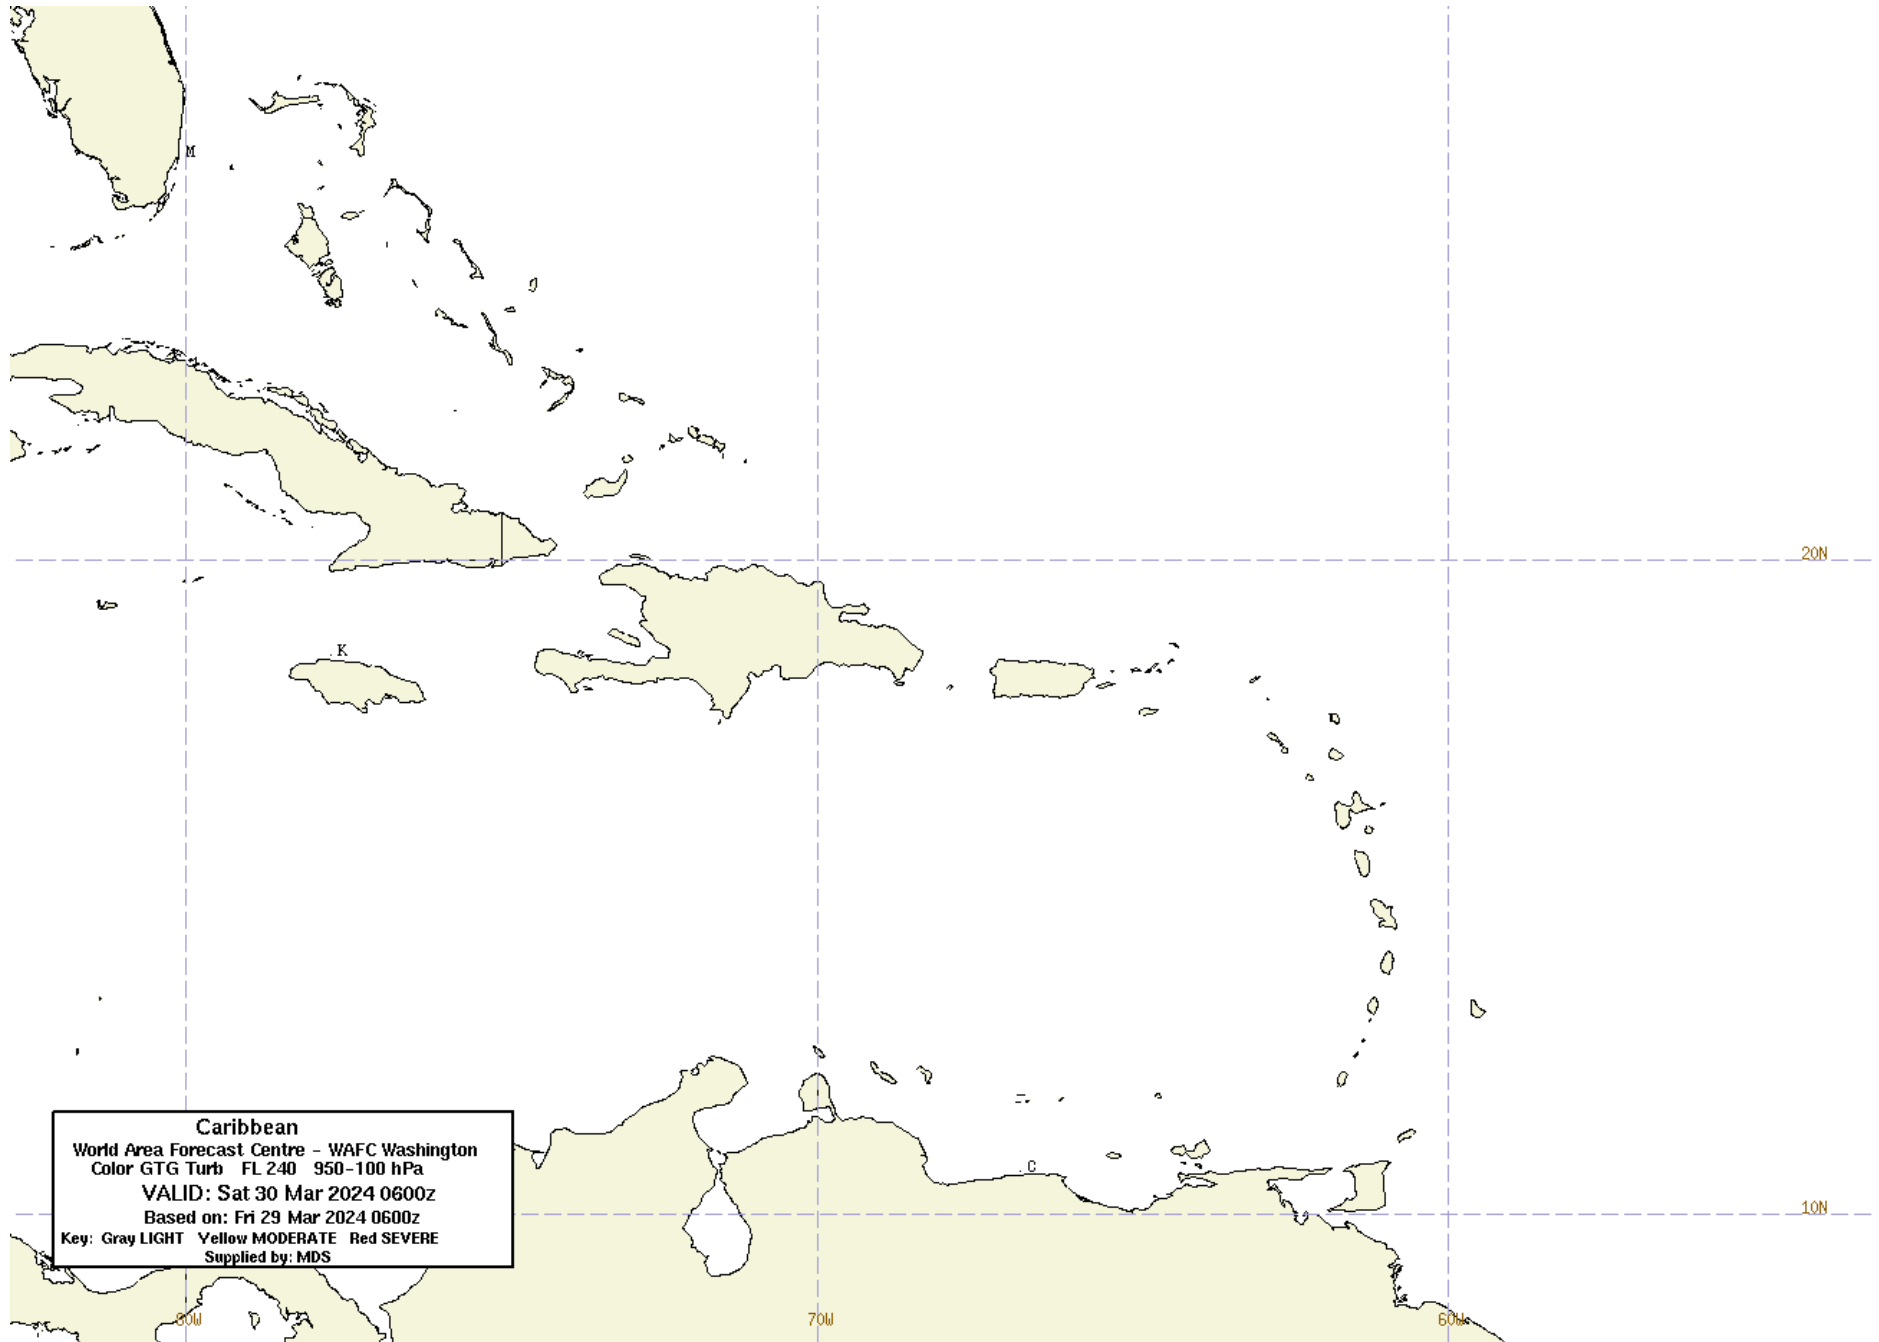 M
20N
K
Caribbean
World Area Forecast Centre - WAFC Washington
Color GTG Turb FL 240 950-100 hPa
VALID: Sat 30 Mar 2024 0600z
Based on: Fri 29 Mar 2024 0600z
Key: Gray LIGHT Yellow MODERATE Red SEVERE
Supplied by: MDS
C
10N
80W
70W
60W